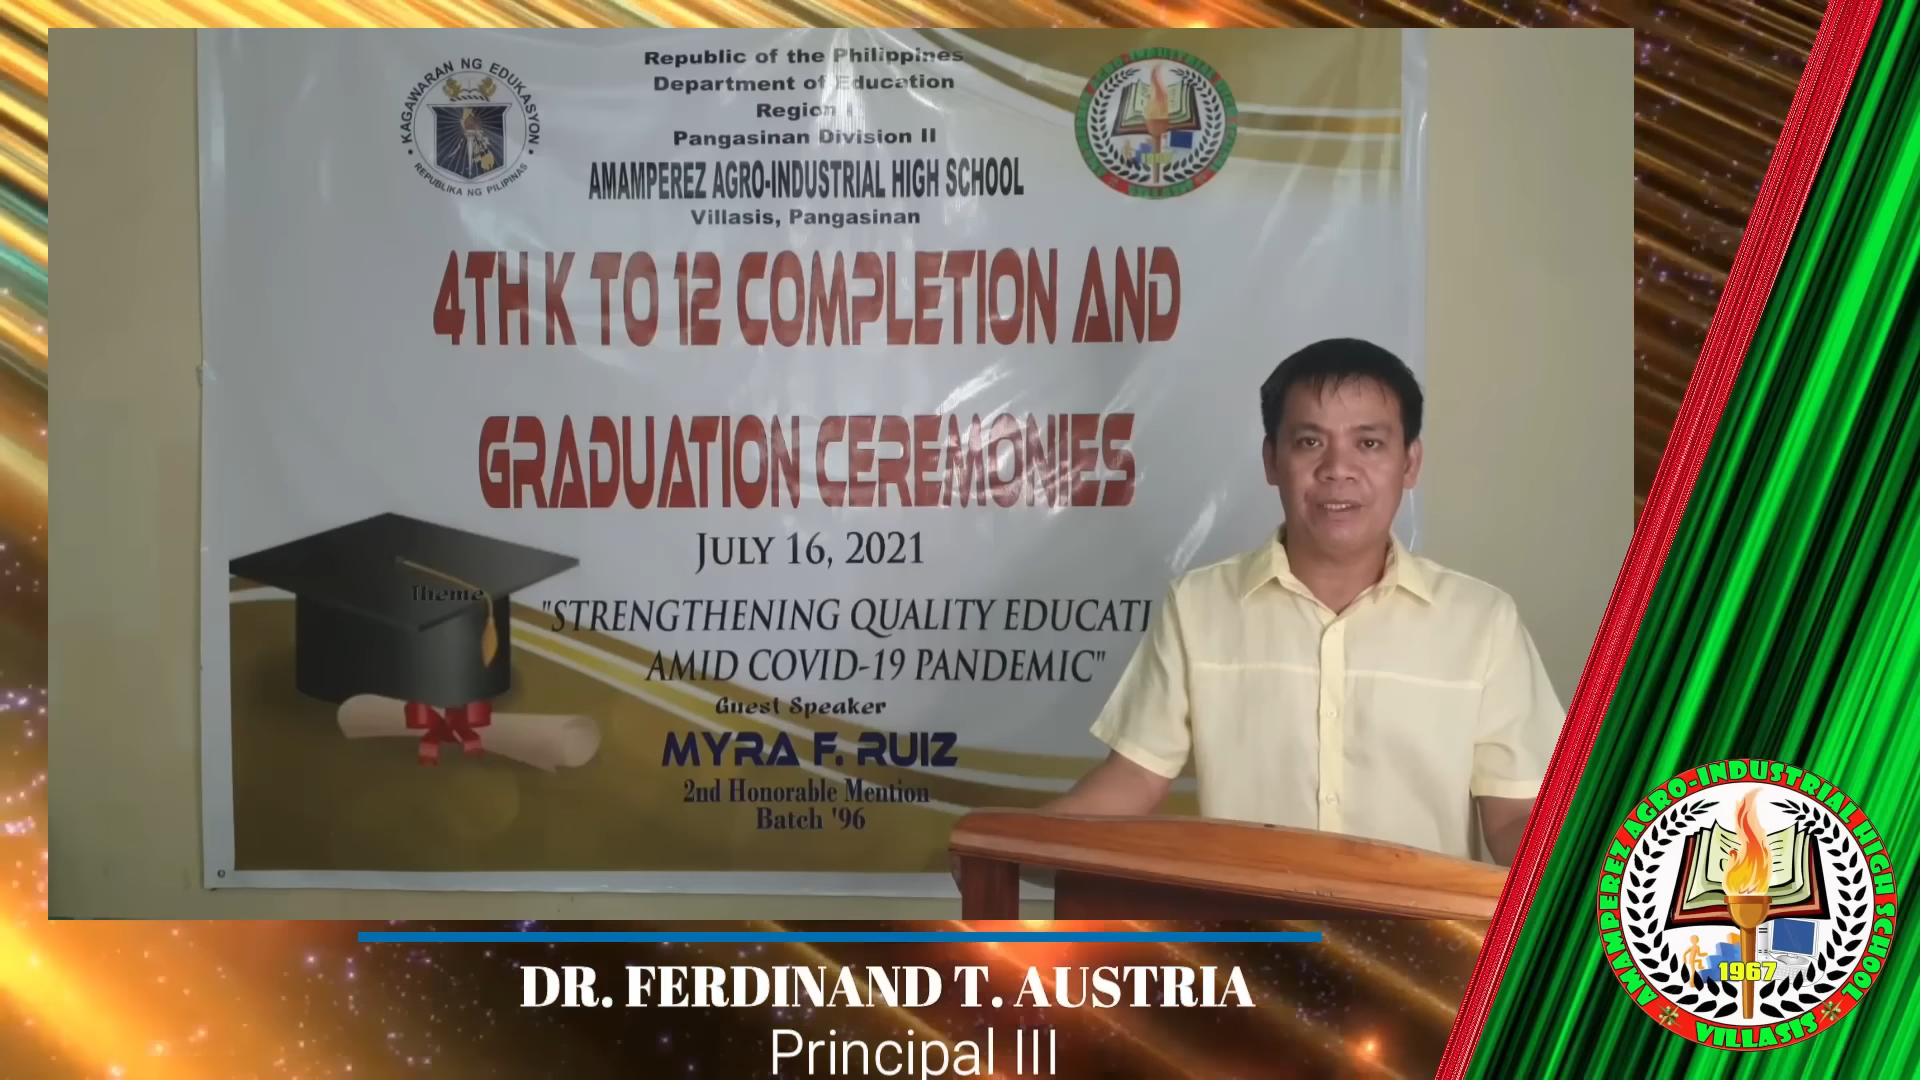 Republic of the Philippines
Department of Education
Region I
Pangasinan Division II
AMAMPEREZ AGRO-INDUSTRIAL HIGH SCHOOL
Villasis, Pangasinan
KAGAWARAN NG EDUKASYON
REPUBLIKA NG PILIPINAS
4TH K TO 12 COMPLETION AND
GRADUATION CEREMONIES
JULY 16, 2021
Theme
"STRENGTHENING QUALITY EDUCATI
AMID COVID-19 PANDEMIC"
Guest Speaker
MYRA F. RUIZ
2nd Honorable Mention
Batch '96
DR. FERDINAND T. AUSTRIA
Principal III
AMAMPEREZ AGRO-INDUSTRIAL HIGH SCHOOL
1967
VILLASIS